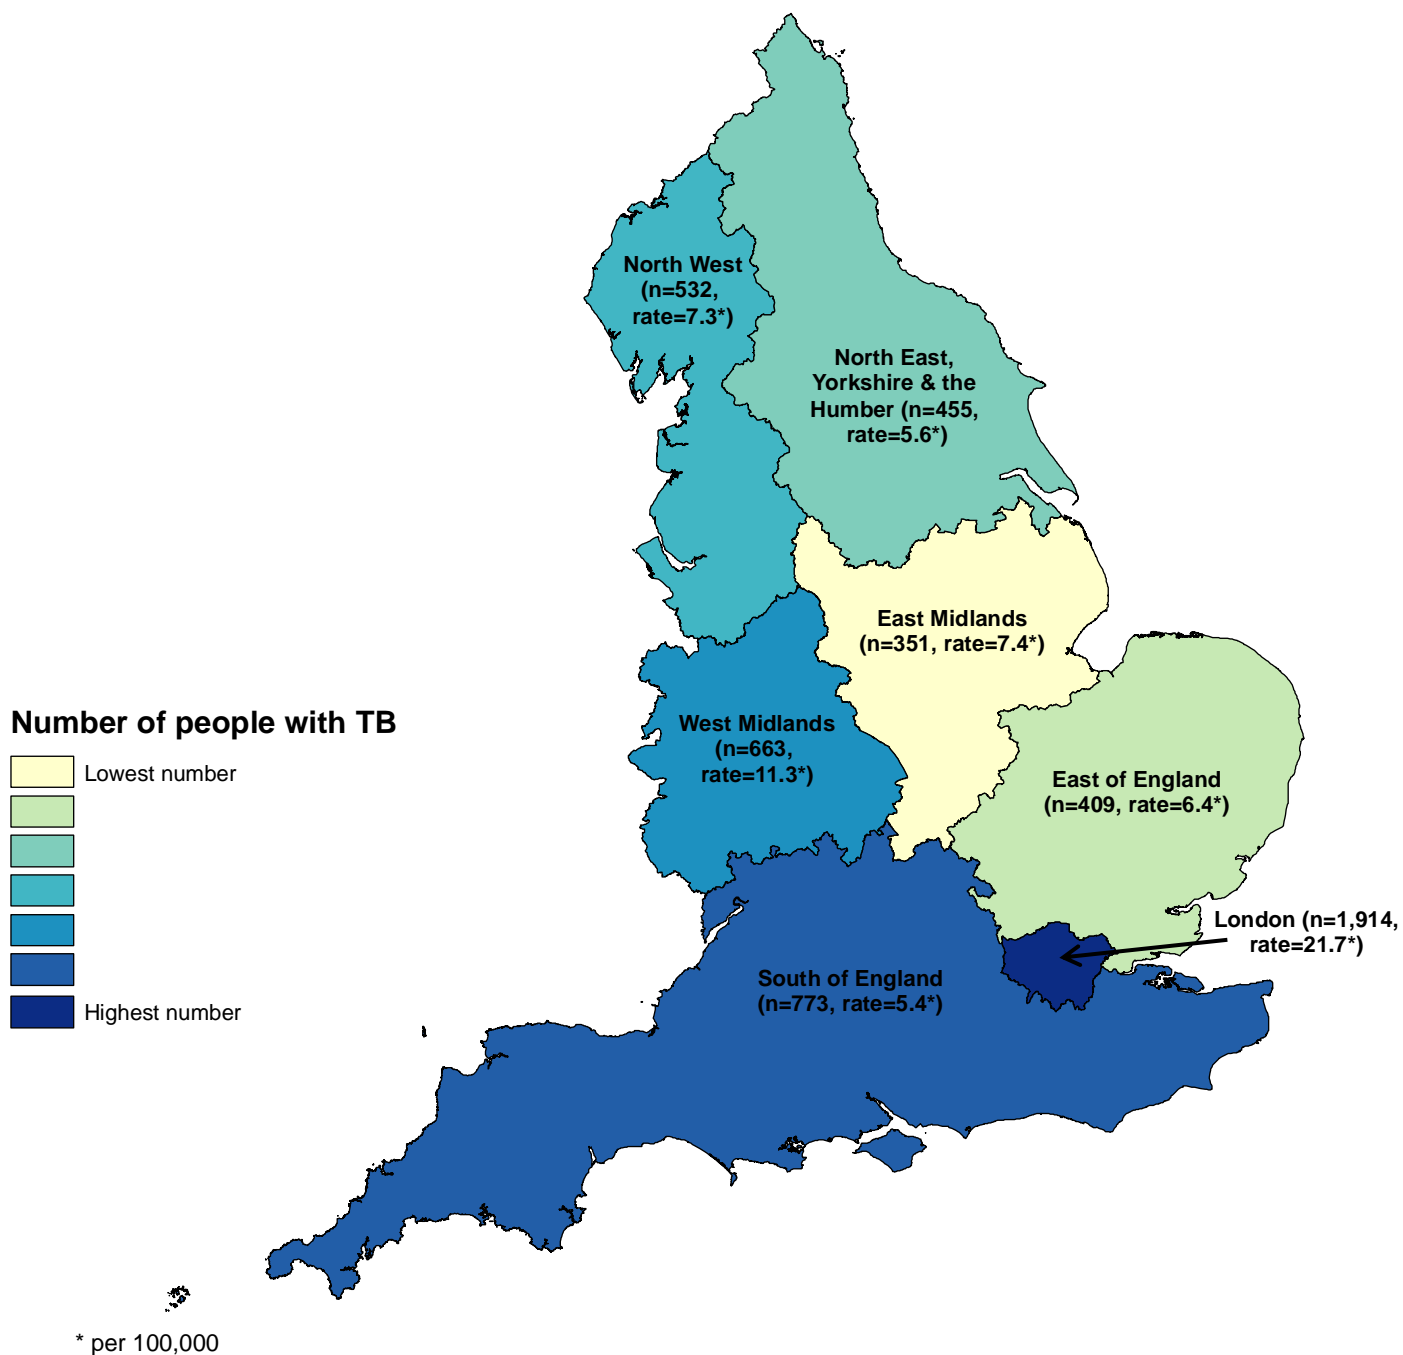 North West
(n=532,
rate=7.3*)
North East,
Yorkshire & the
Humber (n=455,
rate=5.6*)
East Midlands
(n=351, rate=7.4*)
Number of people with TB
Lowest number
Highest number
West Midlands
(n=663,
rate=11.3*)
East of England
(n=409, rate=6.4*)
London (n=1,914,
rate=21.7*)
South of England
(n=773, rate=5.4*)
* per 100,000